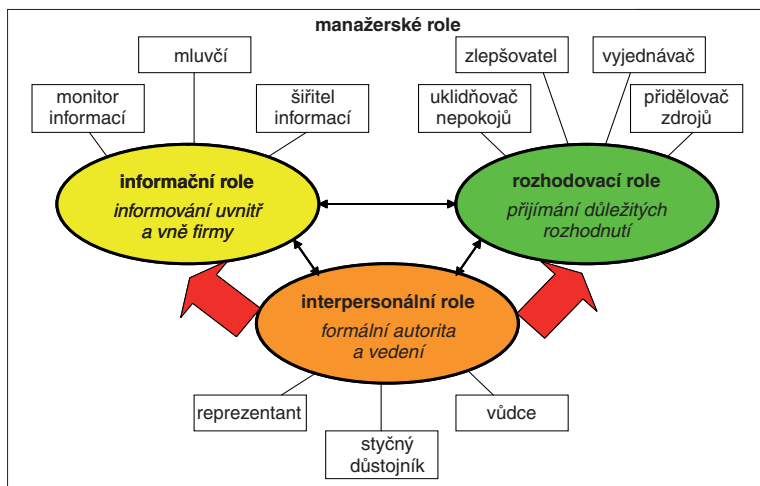 manažerské role
mluvčí
monitor
informací
šiřitel
informací
zlepšovatel
vyjednávač
uklidňovač
nepokojů
přidělovač
zdrojů
informační role
informování uvnitř
a vně firmy
rozhodovací role
přijímání důležitých
rozhodnutí
interpersonální role
formální autorita
a vedení
reprezentant
styčný
důstojník
vůdce